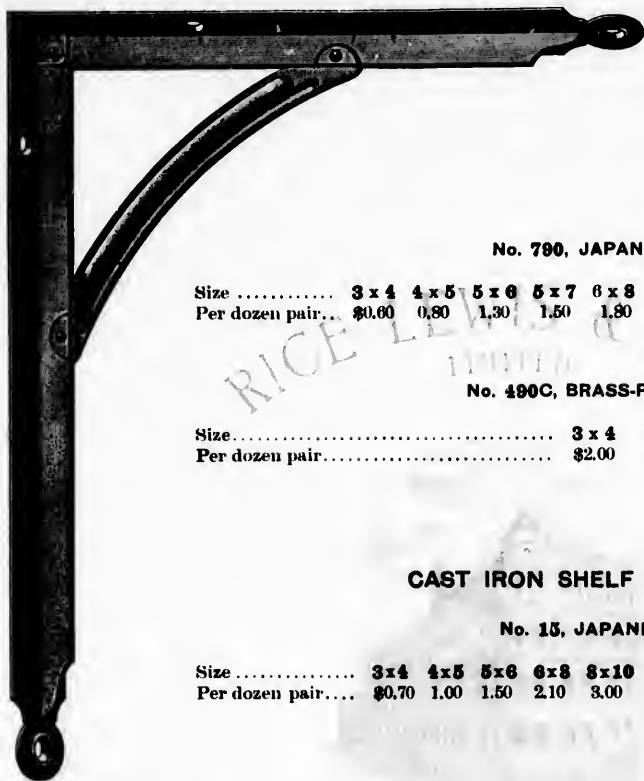 No. 790, JAPAN
Size ............ 3 x 4 4 x 5 5 x 6 5 x 7 6 x 8
Per dozen pair.. $0.60 0.80 1.30 1.50 1.80
RICE LEWIS &
LIMITED
No. 490C, BRASS-P
Size..................................... 3 x 4
Per dozen pair........................... $2.00
CAST IRON SHELF
No. 15, JAPAN
Size ............... 3x4 4x5 5x6 6x8 8x10
Per dozen pair.... $0.70 1.00 1.50 2.10 3.00